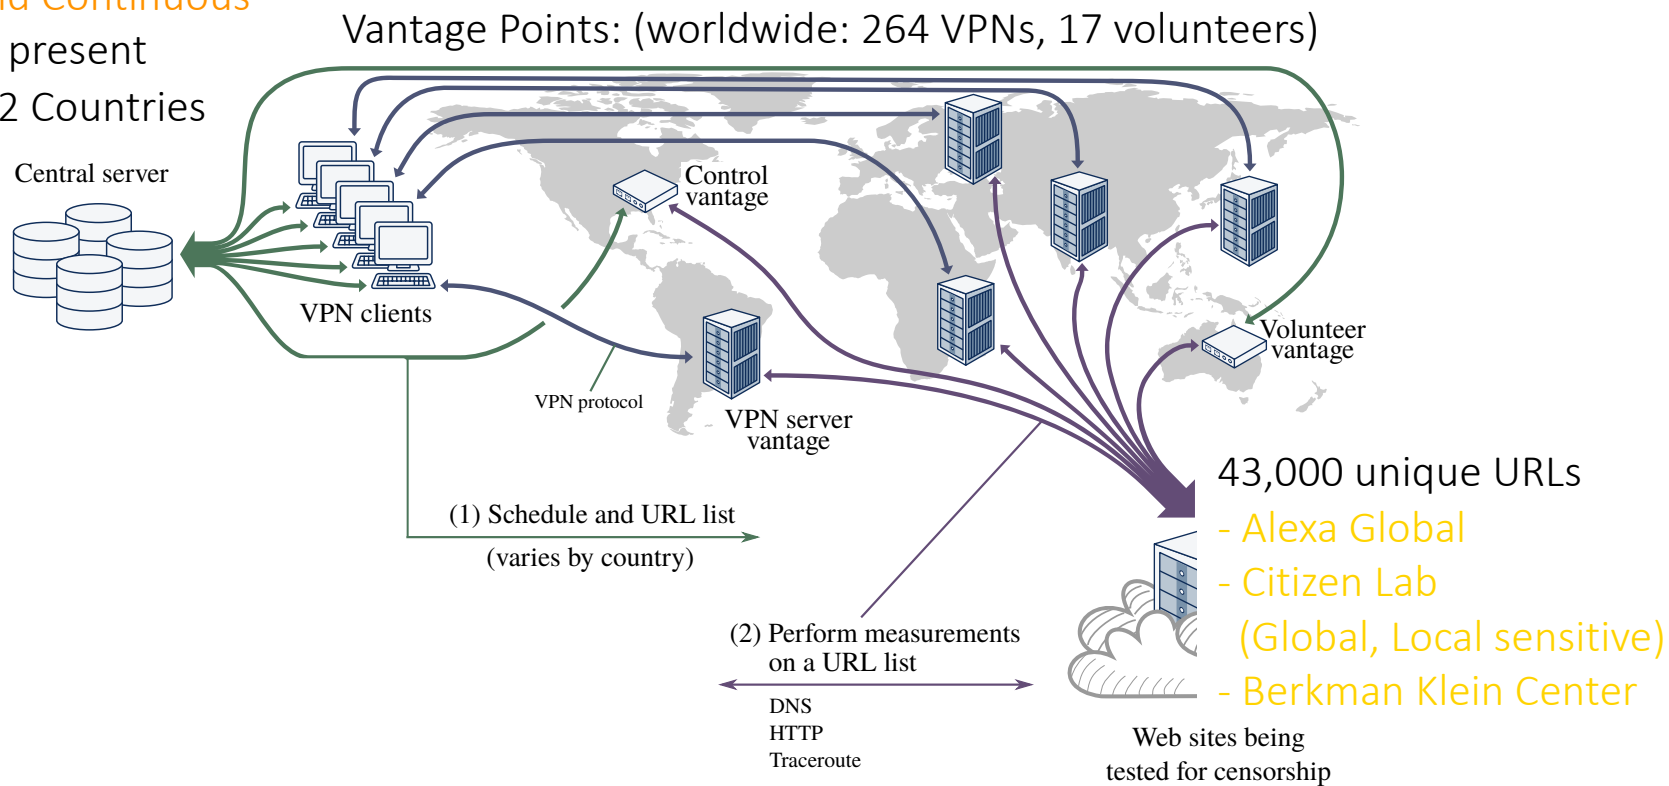 Continuous
present
2 Countries
Vantage Points: (worldwide: 264 VPNs, 17 volunteers)
Central server
VPN clients
Control
vantage
VPN protocol
VPN server
vantage
Volunteer
vantage
(1) Schedule and URL list
(varies by country)
(2) Perform measurements
on a URL list
DNS
HTTP
Traceroute
43,000 unique URLs
- Alexa Global
- Citizen Lab
(Global, Local sensitive)
- Berkman Klein Center
Web sites being
tested for censorship